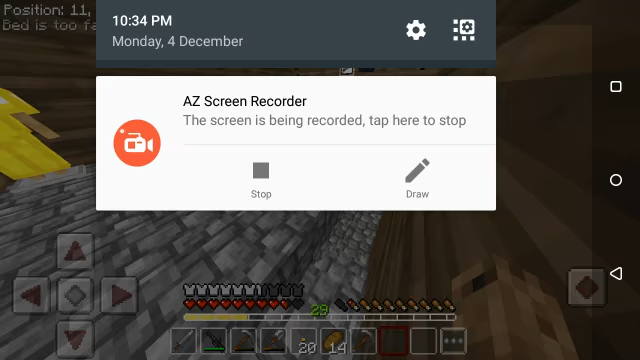 Position: 11,
Bed is too fa
10:34 PM
Monday, 4 December
AZ Screen Recorder
The screen is being recorded, tap here to stop
Stop
Draw
29
20
14